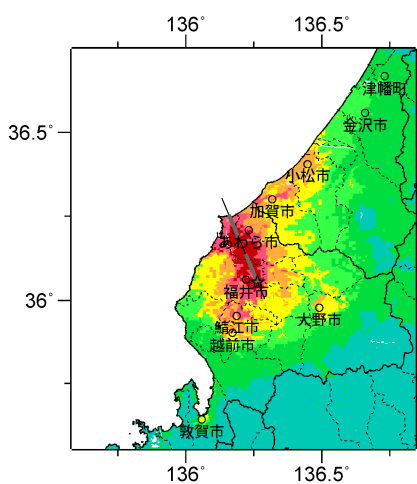 136° 136.5°
津幡町
36.5°
金沢市
小松市
加賀市
あわら市
36°
福井市
大野市
鯖江市
越前市
敦賀市
136° 136.5°